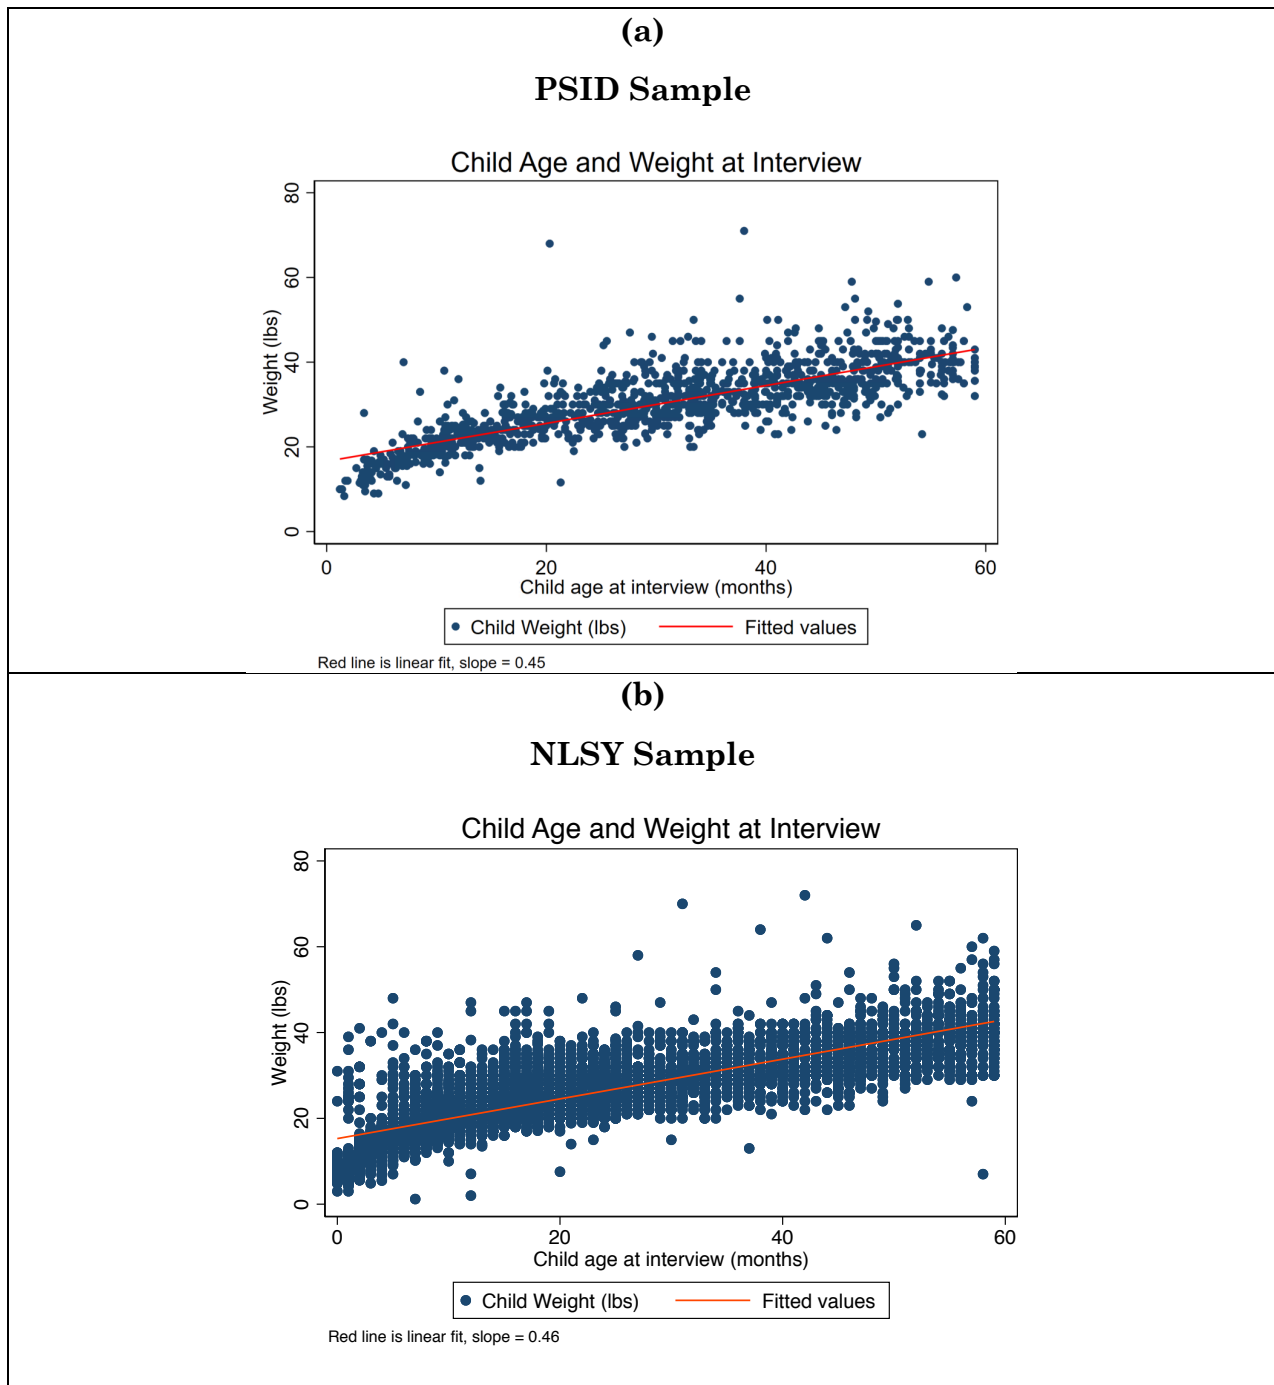 (a)
PSID Sample
Child Age and Weight at Interview
80
60
40
20
0
Weight (lbs)
0 20 40 60
Child age at interview (months)
Child Weight (lbs) Fitted values
Red line is linear fit, slope = 0.45
(b)
NLSY Sample
Child Age and Weight at Interview
80
60
40
20
0
Weight (lbs)
0 20 40 60
Child age at interview (months)
Child Weight (lbs) Fitted values
Red line is linear fit, slope = 0.46